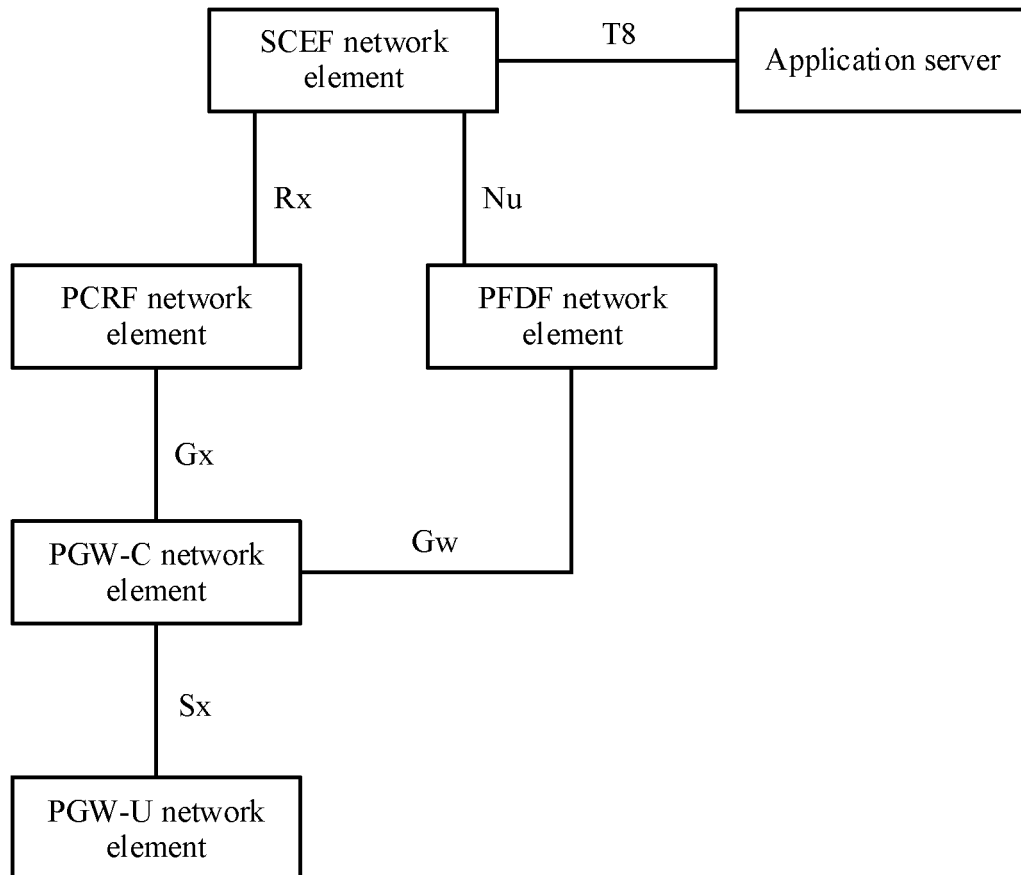 SCEF network
element
T8
Application server
Rx
Nu
PCRF network
element
PFDF network
element
Gx
PGW-C network
element
Gw
Sx
PGW-U network
element